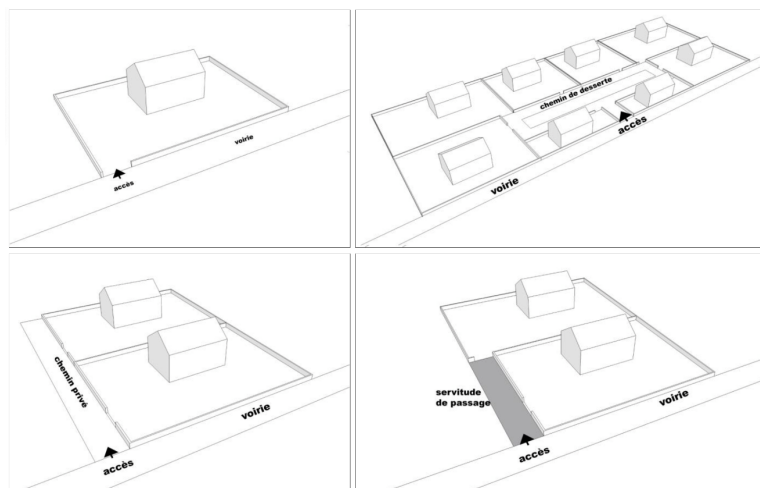 voirie
accès
chemin de desserte
accès
voirie
chemin privé
voirie
accès
servitude
de passage
voirie
accès